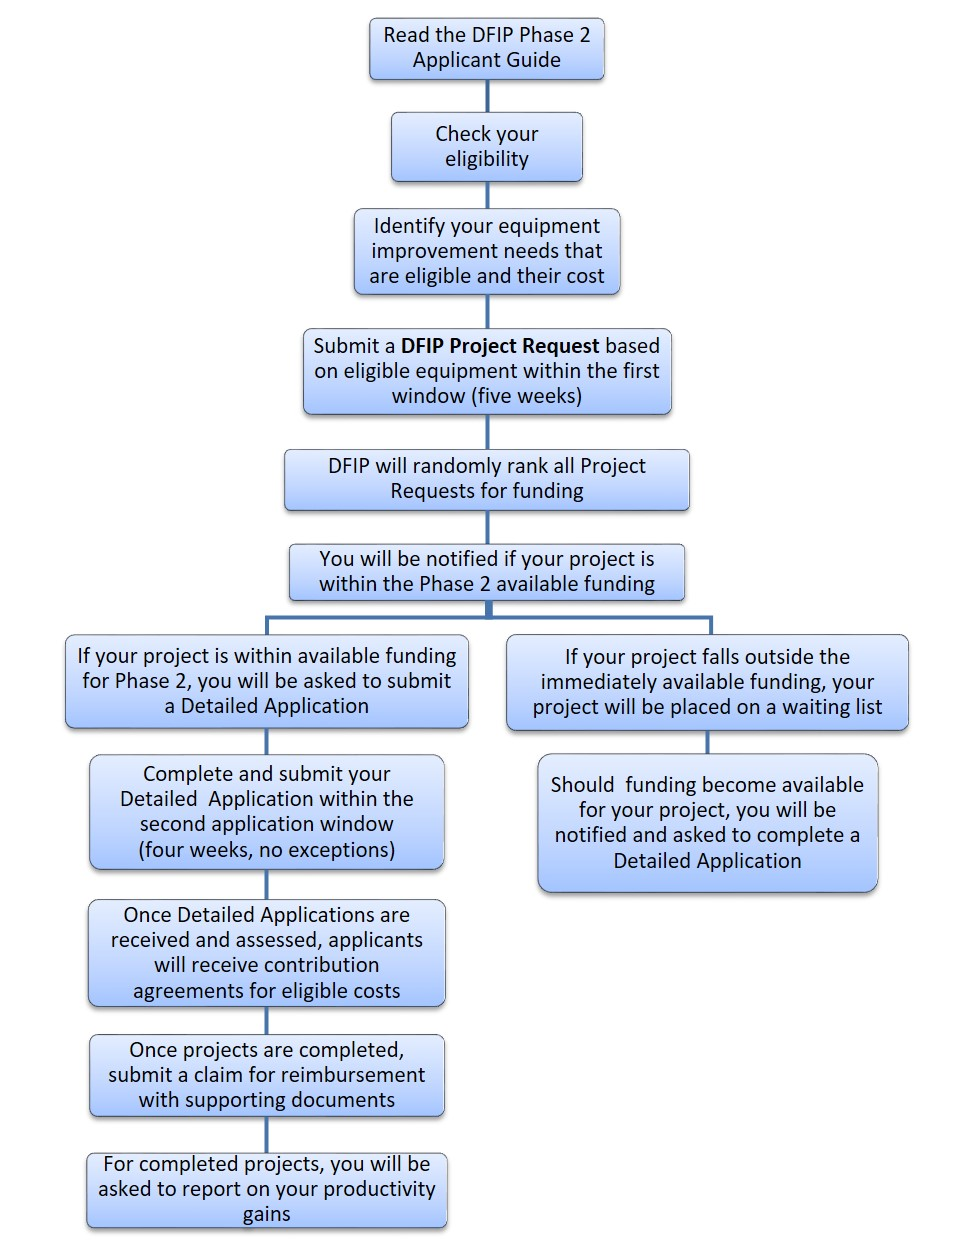 Read the DFIP Phase 2
Applicant Guide
Check your
eligibility
Identify your equipment
improvement needs that
are eligible and their cost
Submit a DFIP Project Request based
on eligible equipment within the first
window (five weeks)
DFIP will randomly rank all Project
Requests for funding
You will be notified if your project is
within the Phase 2 available funding
If your project is within available funding
for Phase 2, you will be asked to submit
a Detailed Application
Complete and submit your
Detailed  Application within the
second application window
(four weeks, no exceptions)
Once Detailed Applications are
received and assessed, applicants
will receive contribution
agreements for eligible costs
Once projects are completed,
submit a claim for reimbursement
with supporting documents
For completed projects, you will be
asked to report on your productivity
gains
If your project falls outside the
immediately available funding, your
project will be placed on a waiting list
Should  funding become available
for your project, you will be
notified and asked to complete a
Detailed Application